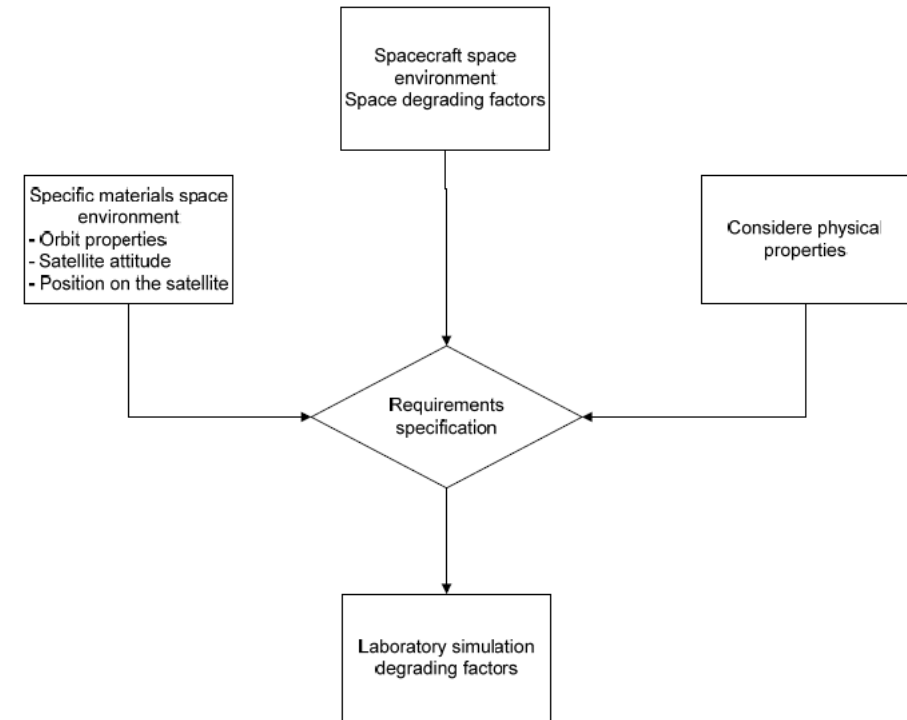 Spacecraft space
environment
Space degrading factors
Specific materials space
environment
- Orbit properties
- Satellite attitude
- Position on the satellite
Considere physical
properties
Requirements
specification
Laboratory simulation
degrading factors